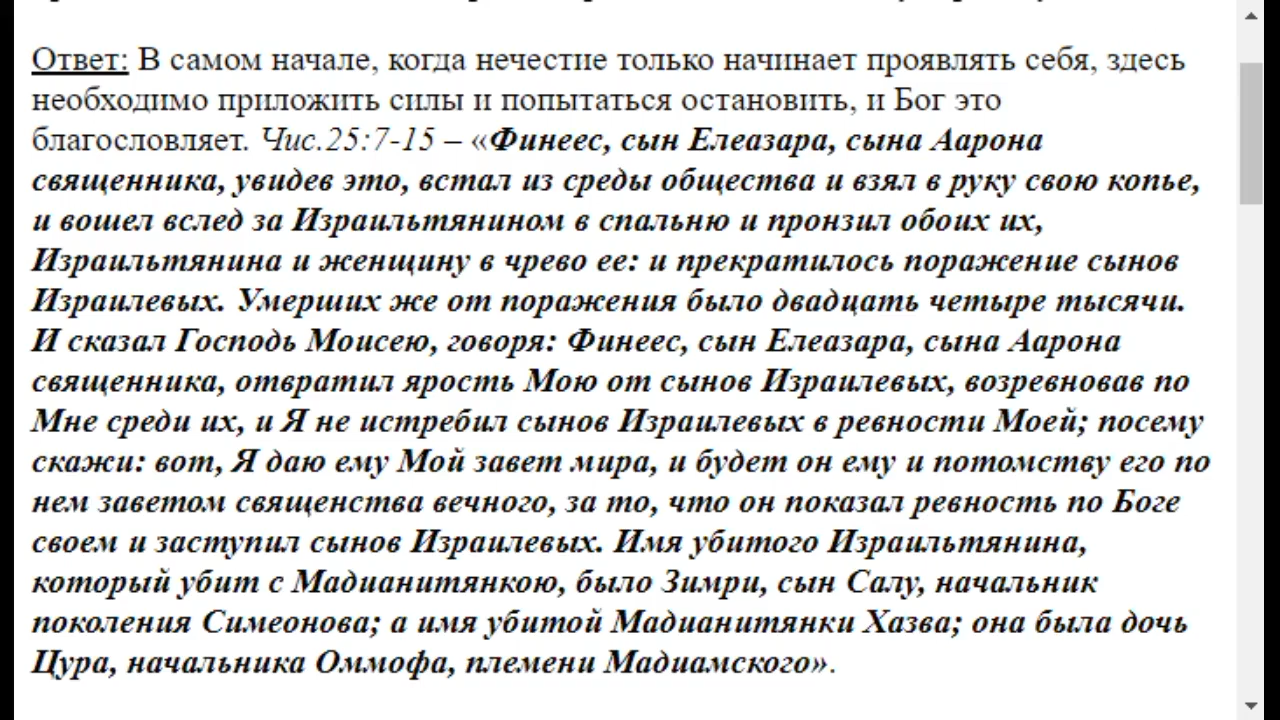 Ответ: В самом начале, когда нечестие только начинает проявлять себя, здесь
необходимо приложить силы и попытаться остановить, и Бог это
благословляет. Чис.25:7-15 – «Финеес, сын Елеазара, сына Аарона
священника, увидев это, встал из среды общества и взял в руку свою копье,
и вошел вслед за Израильтянином в спальню и пронзил обоих их,
Израильтянина и женщину в чрево ее: и прекратилось поражение сынов
Израилевых. Умерших же от поражения было двадцать четыре тысячи.
И сказал Господь Моисею, говоря: Финеес, сын Елеазара, сына Аарона
священника, отвратил ярость Мою от сынов Израилевых, возревновав по
Мне среди их, и Я не истребил сынов Израилевых в ревности Моей; посему
скажи: вот, Я даю ему Мой завет мира, и будет он ему и потомству его по
нем заветом священства вечного, за то, что он показал ревность по Боге
своем и заступил сынов Израилевых. Имя убитого Израильтянина,
который убит с Мадианитянкою, было Зимри, сын Салу, начальник
поколения Симеонова; а имя убитой Мадианитянки Хазва; она была дочь
Цура, начальника Оммофа, племени Мадиамского».